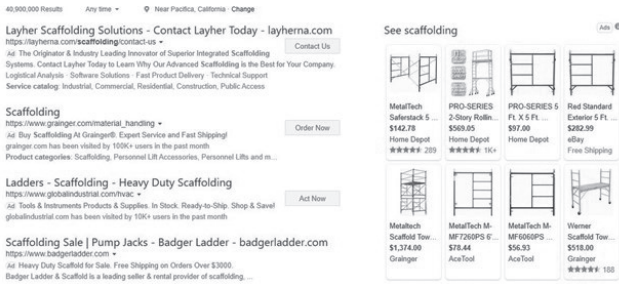 40,900,000 Results Any time Near Pacifica, California · Change
Layher Scaffolding Solutions - Contact Layher Today - layherna.com
https://layherna.com/scaffolding/contact-us
Ad The Originator & Industry Leading Innovator of Superior Integrated Scaffolding
Systems. Contact Layher Today to Learn Why Our Advanced Scaffolding is the Best for Your Company.
Logistical Analysis · Software Solutions · Fast Product Delivery · Technical Support
Service catalog: Industrial, Commercial, Residential, Construction, Public Access
Contact Us
Scaffolding
https://www.grainger.com/material_handling
Ad Buy Scaffolding At Grainger®. Expert Service and Fast Shipping!
grainger.com has been visited by 100K+ users in the past month
Product categories: Scaffolding, Personnel Lift Accessories, Personnel Lifts and m...
Order Now
Ladders - Scaffolding - Heavy Duty Scaffolding
https://www.globalindustrial.com/hvac
Ad Tools & Instruments Products & Supplies. In Stock. Ready-to-Ship. Shop & Save!
globalindustrial.com has been visited by 10K+ users in the past month
Act Now
Scaffolding Sale | Pump Jacks - Badger Ladder - badgerladder.com
https://www.badgerladder.com
Ad Heavy Duty Scaffold for Sale. Free Shipping on Orders Over $3000.
Badger Ladder & Scaffold is a leading seller & rental provider of scaffolding, ...
See scaffolding
Ads
MetalTech
Saferstack 5 ...
$142.78
Home Depot
289
PRO-SERIES
2-Story Rollin...
$569.05
Home Depot
1K+
PRO-SERIES 5
Ft. X 5 Ft. ...
$97.00
Home Depot
Red Standard
Exterior 5 Ft. ...
$282.99
eBay
Free Shipping
Metaltech
Scaffold Tow...
$1,374.00
Grainger
MetalTech M-
MF7260PS 6'...
$78.44
AceTool
MetalTech M-
MF6060PS ...
$56.93
AceTool
Werner
Scaffold Tow...
$518.00
Grainger
188